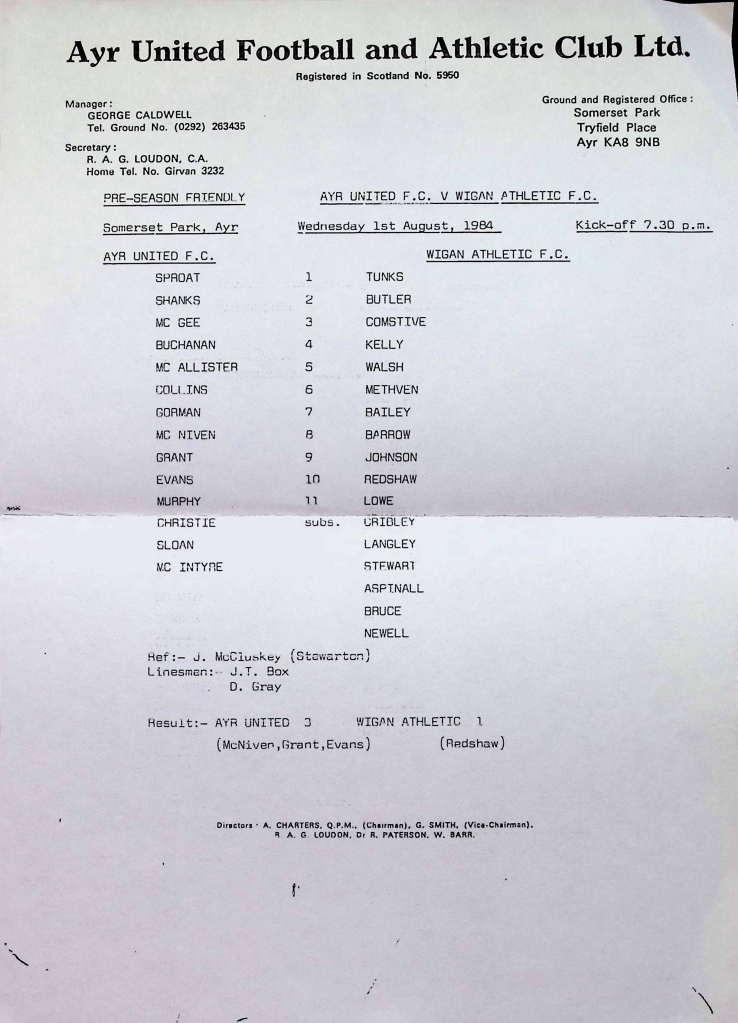 Ayr United Football and Athletic Club Ltd.
Registered in Scotland No. 5950
Manager:
GEORGE CALDWELL
Tel. Ground No. (0292) 263435
Secretary:
R. A. G. LOUDON, C.A.
Home Tel. No. Girvan 3232
Ground and Registered Office:
Somerset Park
Tryfield Place
Ayr KA8 9NB
PRE-SEASON FRIENDLY AYR UNITED F.C. V WIGAN ATHLETIC F.C.
Somerset Park, Ayr Wednesday 1st August, 1984 Kick-off 7.30 p.m.
AYR UNITED F.C. WIGAN ATHLETIC F.C.
SPROAT 1 TUNKS
SHANKS 2 BUTLER
MC GEE 3 COMSTIVE
BUCHANAN 4 KELLY
MC ALLISTER 5 WALSH
COLLINS 6 METHVEN
GORMAN 7 BAILEY
MC NIVEN 8 BARROW
GRANT 9 JOHNSON
EVANS 10 REDSHAW
MURPHY 11 LOWE
CHRISTIE subs. CRIBLEY
SLOAN LANGLEY
MC INTYRE STEWART
ASPINALL
BRUCE
NEWELL
Ref:- J. McCluskey (Stewarton)
Linesmen:- J.T. Box
D. Gray
Result:- AYR UNITED 3 WIGAN ATHLETIC 1
(McNiven,Grant,Evans) (Redshaw)
Directors · A. CHARTERS, Q.P.M., (Chairman), G. SMITH, (Vice-Chairman).
R. A. G. LOUDON, Dr R. PATERSON, W. BARR.